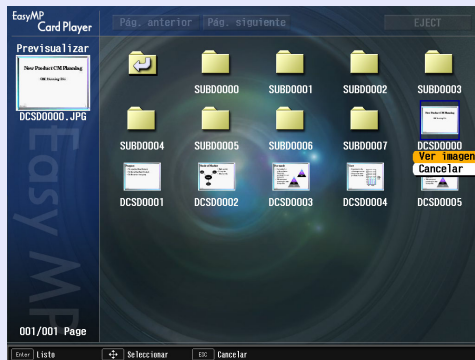 EasyMP
Card Player
Pág. anterior Pág. siguiente EJECT
Previsualizar
New Product CM Planning
DCSD0000.JPG
SUBD0000 SUBD0001 SUBD0002 SUBD0003
SUBD0004 SUBD0005 SUBD0006 SUBD0007 DCSD0000
Ver imagen
Cancelar
DCSD0001 DCSD0002 DCSD0003 DCSD0004 DCSD0005
Easy MP
001/001 Page
Enter Listo Seleccionar ESC Cancelar